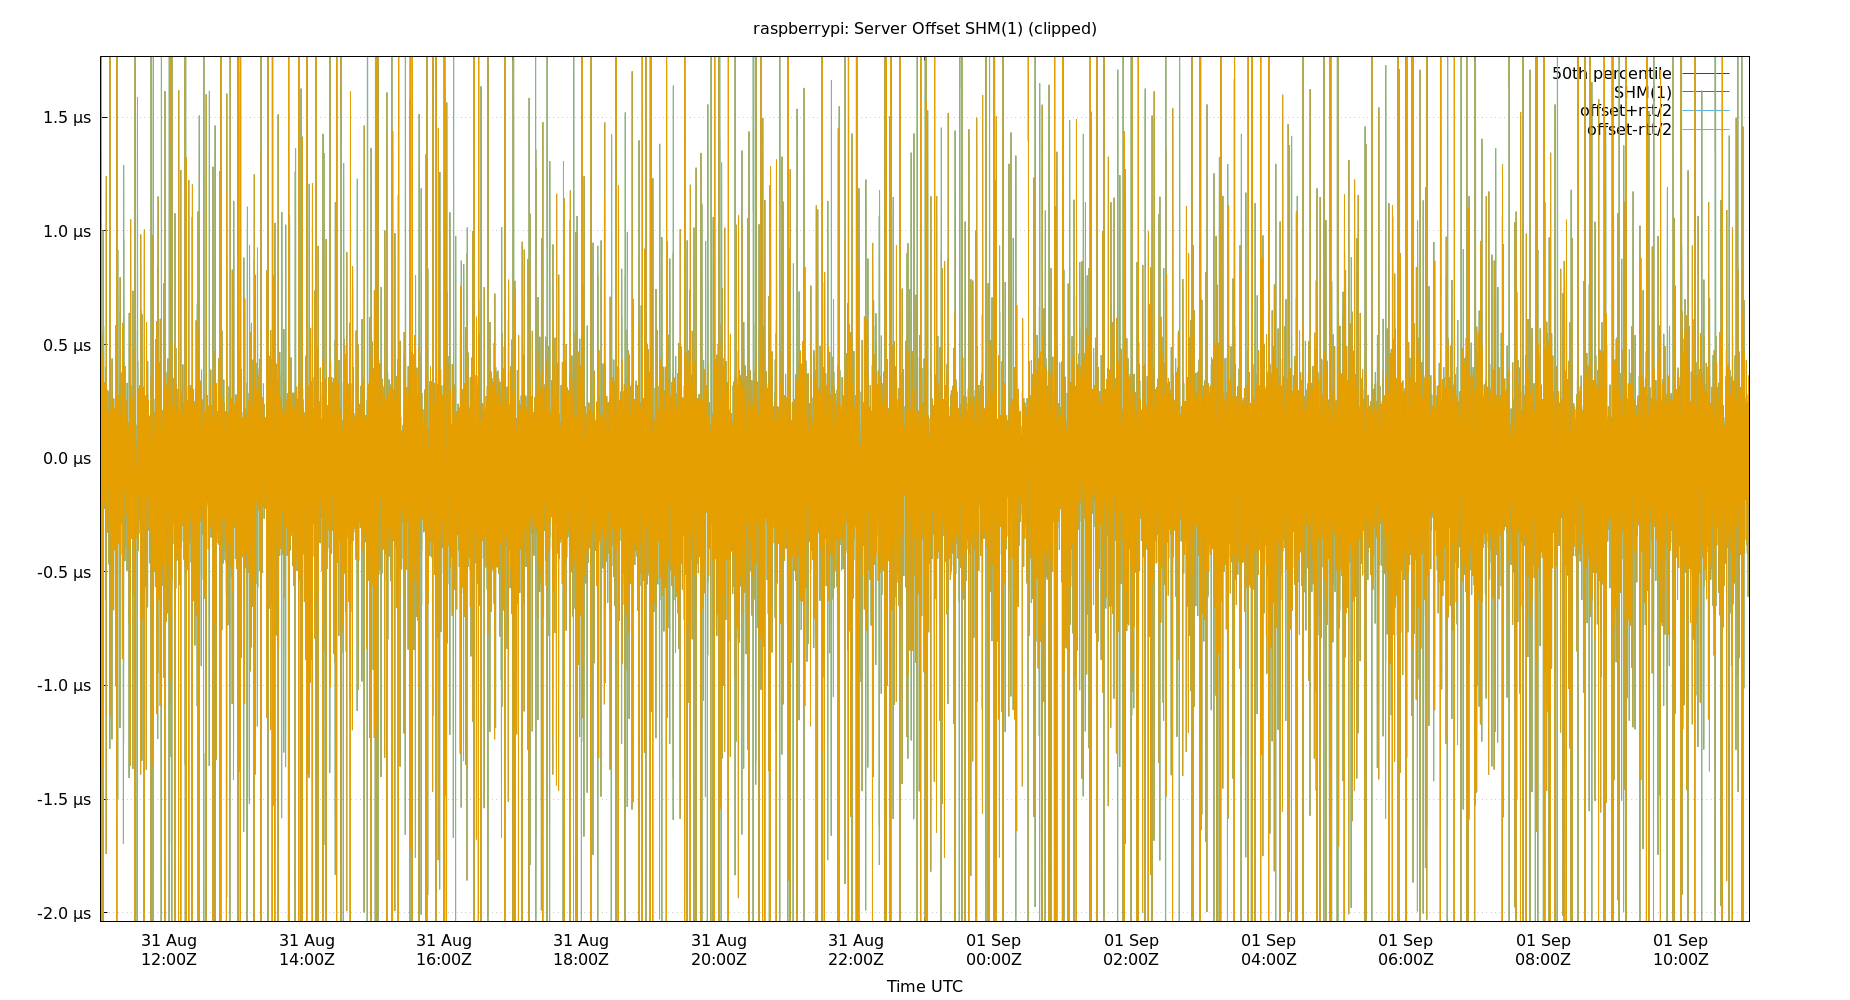 raspberrypi: Server Offset SHM(1) (clipped)
50th percentile
SHM(1)
offset+rtt/2
offset-rtt/2
1.5 µs
1.0 µs
0.5 µs
0.0 µs
-0.5 µs
-1.0 µs
-1.5 µs
-2.0 µs
31 Aug 31 Aug 31 Aug 31 Aug 31 Aug 31 Aug 01 Sep 01 Sep 01 Sep 01 Sep 01 Sep 01 Sep
12:00Z 14:00Z 16:00Z 18:00Z 20:00Z 22:00Z 00:00Z 02:00Z 04:00Z 06:00Z 08:00Z 10:00Z
Time UTC